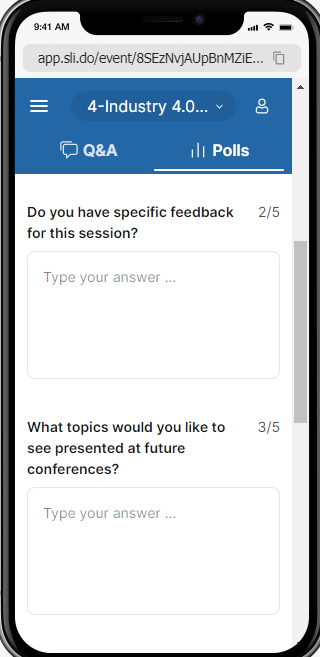 9:41 AM
app.sli.do/event/8SEzNvjAUpBnMZiE...
4-Industry 4.0...
Q&A
Polls
Do you have specific feedback 2/5
for this session?
Type your answer ...
What topics would you like to 3/5
see presented at future
conferences?
Type your answer ...